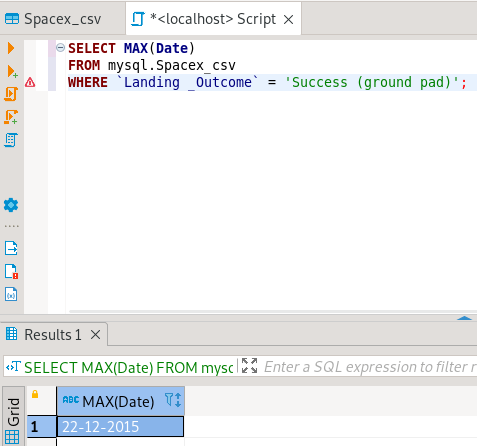 Spacex_csv
*<localhost> Script
SELECT MAX(Date)
FROM mysql.Spacex_csv
WHERE `Landing _Outcome` = 'Success (ground pad)';
Results 1
SELECT MAX(Date) FROM mysq
Enter a SQL expression to filter r
Grid
ABC MAX(Date)
1 22-12-2015